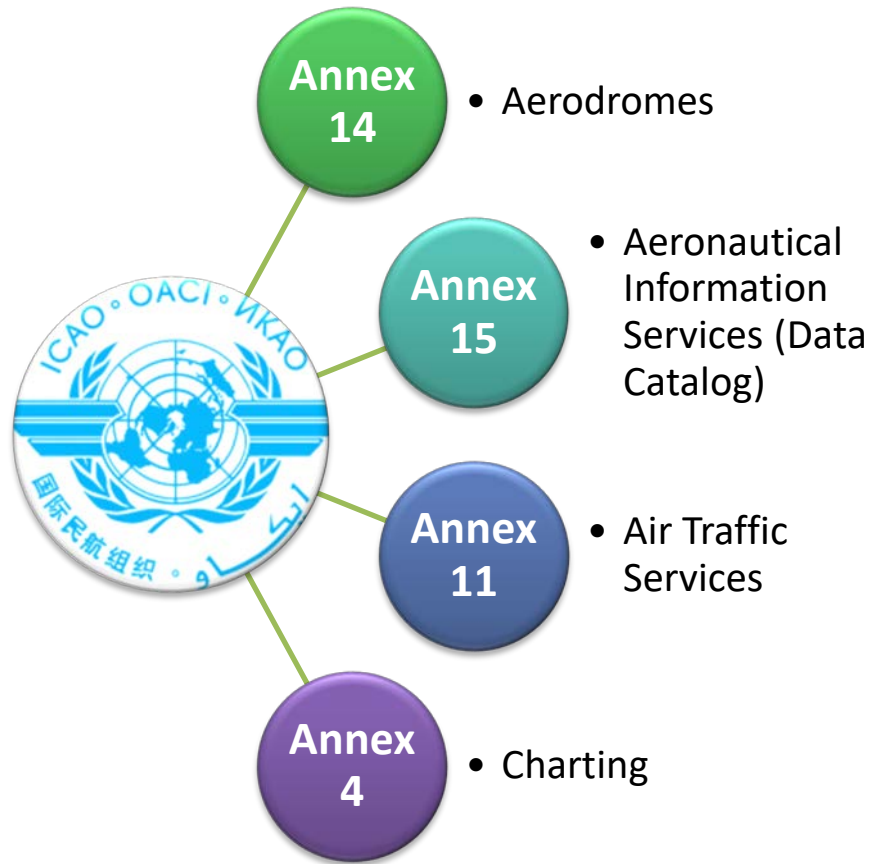 Annex
14
• Aerodromes
Annex
15
• Aeronautical
Information
Services (Data
Catalog)
ICAO • OACI • ИКАО
国际民航组织 • ايكاو
Annex
11
• Air Traffic
Services
Annex
4
• Charting